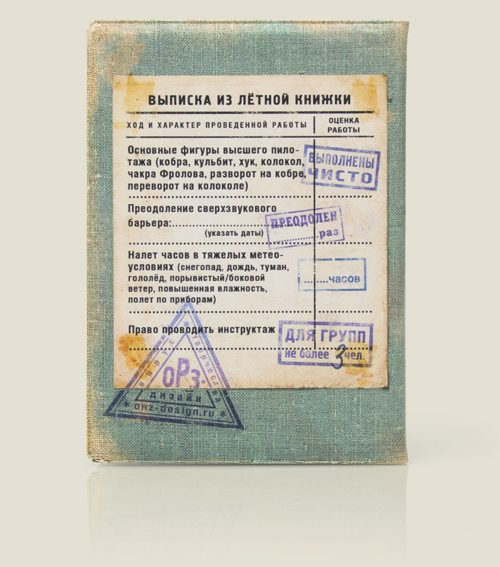 ВЫПИСКА ИЗ ЛЁТНОЙ КНИЖКИ
ХОД И ХАРАКТЕР ПРОВЕДЕННОЙ РАБОТЫ
ОЦЕНКА
РАБОТЫ
Основные фигуры высшего пило-
тажа (кобра, кульбит, хук, колокол,
чакра Фролова, разворот на кобре,
переворот на колоколе)
ВЫПОЛНЕНЫ
ЧИСТО
Преодоление сверхзвукового
барьера:
(указать даты)
ПРЕОДОЛЕН
раз
Налет часов в тяжелых метео-
условиях (снегопад, дождь, туман,
гололёд, порывистый/боковой
ветер, повышенная влажность,
полет по приборам)
часов
Право проводить инструктаж
ДЛЯ ГРУПП
не более 3 чел.
ОРЗ
дизайн
* ORZ-design.ru *